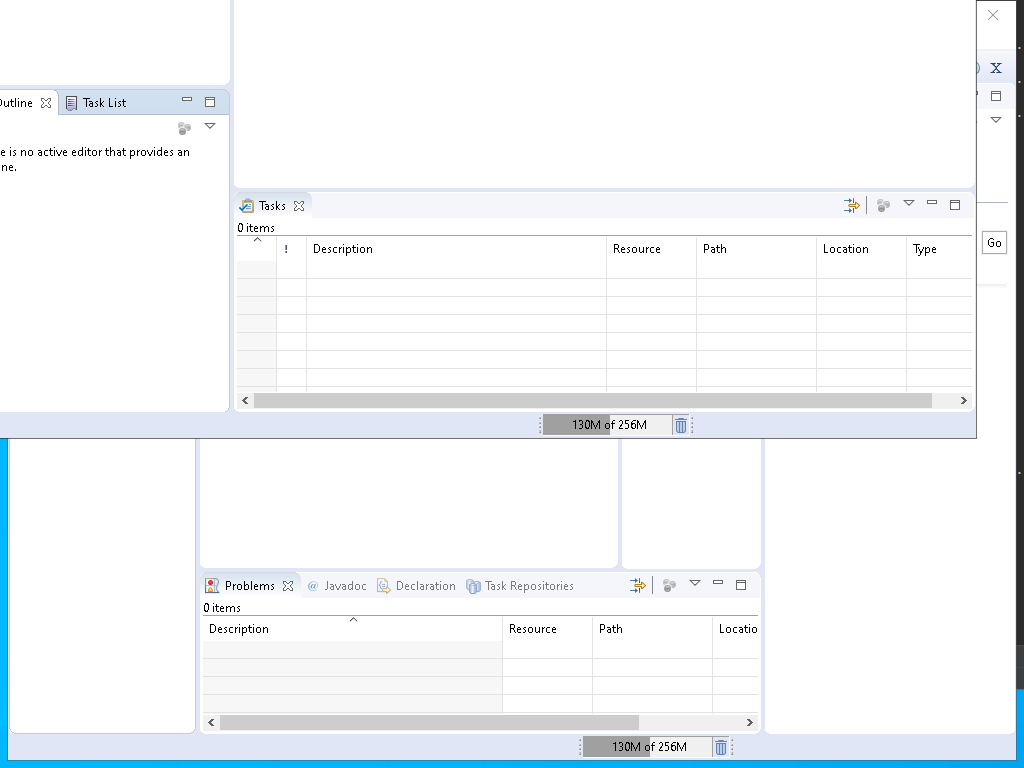 X
Outline
Task List
e is no active editor that provides an
ne.
Tasks
0 items
! Description Resource Path Location Type
Go
130M of 256M
Problems @ Javadoc Declaration Task Repositories
0 items
Description Resource Path Locatio
130M of 256M